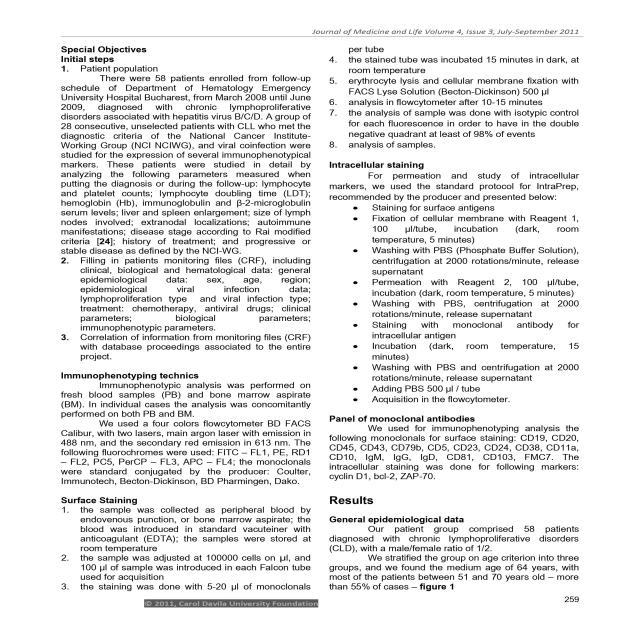 Journal of Medicine and Life Volume 4, Issue 3, July-September 2011
Special Objectives
Initial steps
1. Patient population
There were 58 patients enrolled from follow-up
schedule of Department of Hematology Emergency
University Hospital Bucharest, from March 2008 until June
2009, diagnosed with chronic lymphoproliferative
disorders associated with hepatitis virus B/C/D. A group of
28 consecutive, unselected patients with CLL who met the
diagnostic criteria of the National Cancer Institute-
Working Group (NCI NCIWG), and viral coinfection were
studied for the expression of several immunophenotypical
markers. These patients were studied in detail by
analyzing the following parameters measured when
putting the diagnosis or during the follow-up: lymphocyte
and platelet counts; lymphocyte doubling time (LDT);
hemoglobin (Hb), immunoglobulin and β-2-microglobulin
serum levels; liver and spleen enlargement; size of lymph
nodes involved; extranodal localizations; autoimmune
manifestations; disease stage according to Rai modified
criteria [24]; history of treatment; and progressive or
stable disease as defined by the NCI-WG.
2. Filling in patients monitoring files (CRF), including
clinical, biological and hematological data: general
epidemiological data: sex, age, region;
epidemiological viral infection data;
lymphoproliferation type and viral infection type;
treatment: chemotherapy, antiviral drugs; clinical
parameters; biological parameters;
immunophenotypic parameters.
3. Correlation of information from monitoring files (CRF)
with database proceedings associated to the entire
project.
Immunophenotyping technics
Immunophenotypic analysis was performed on
fresh blood samples (PB) and bone marrow aspirate
(BM). In individual cases the analysis was concomitantly
performed on both PB and BM.
We used a four colors flowcytometer BD FACS
Calibur, with two lasers, main argon laser with emission in
488 nm, and the secondary red emission in 613 nm. The
following fluorochromes were used: FITC – FL1, PE, RD1
– FL2, PC5, PerCP – FL3, APC – FL4; the monoclonals
were standard conjugated by the producer: Coulter,
Immunotech, Becton-Dickinson, BD Pharmingen, Dako.
Surface Staining
1. the sample was collected as peripheral blood by
endovenous punction, or bone marrow aspirate; the
blood was introduced in standard vacuteiner with
anticoagulant (EDTA); the samples were stored at
room temperature
2. the sample was adjusted at 100000 cells on µl, and
100 µl of sample was introduced in each Falcon tube
used for acquisition
3. the staining was done with 5-20 µl of monoclonals
per tube
4. the stained tube was incubated 15 minutes in dark, at
room temperature
5. erythrocyte lysis and cellular membrane fixation with
FACS Lyse Solution (Becton-Dickinson) 500 µl
6. analysis in flowcytometer after 10-15 minutes
7. the analysis of sample was done with isotypic control
for each fluorescence in order to have in the double
negative quadrant at least of 98% of events
8. analysis of samples.
Intracellular staining
For permeation and study of intracellular
markers, we used the standard protocol for IntraPrep,
recommended by the producer and presented below:
• Staining for surface antigens
• Fixation of cellular membrane with Reagent 1,
100 µl/tube, incubation (dark, room
temperature, 5 minutes)
• Washing with PBS (Phosphate Buffer Solution),
centrifugation at 2000 rotations/minute, release
supernatant
• Permeation with Reagent 2, 100 µl/tube,
incubation (dark, room temperature, 5 minutes)
• Washing with PBS, centrifugation at 2000
rotations/minute, release supernatant
• Staining with monoclonal antibody for
intracellular antigen
• Incubation (dark, room temperature, 15
minutes)
• Washing with PBS and centrifugation at 2000
rotations/minute, release supernatant
• Adding PBS 500 µl / tube
• Acquisition in the flowcytometer.
Panel of monoclonal antibodies
We used for immunophenotyping analysis the
following monoclonals for surface staining: CD19, CD20,
CD45, CD43, CD79b, CD5, CD23, CD24, CD38, CD11a,
CD10, IgM, IgG, IgD, CD81, CD103, FMC7. The
intracellular staining was done for following markers:
cyclin D1, bcl-2, ZAP-70.
Results
General epidemiological data
Our patient group comprised 58 patients
diagnosed with chronic lymphoproliferative disorders
(CLD), with a male/female ratio of 1/2.
We stratified the group on age criterion into three
groups, and we found the medium age of 64 years, with
most of the patients between 51 and 70 years old – more
than 55% of cases – figure 1
259
© 2011, Carol Davila University Foundation